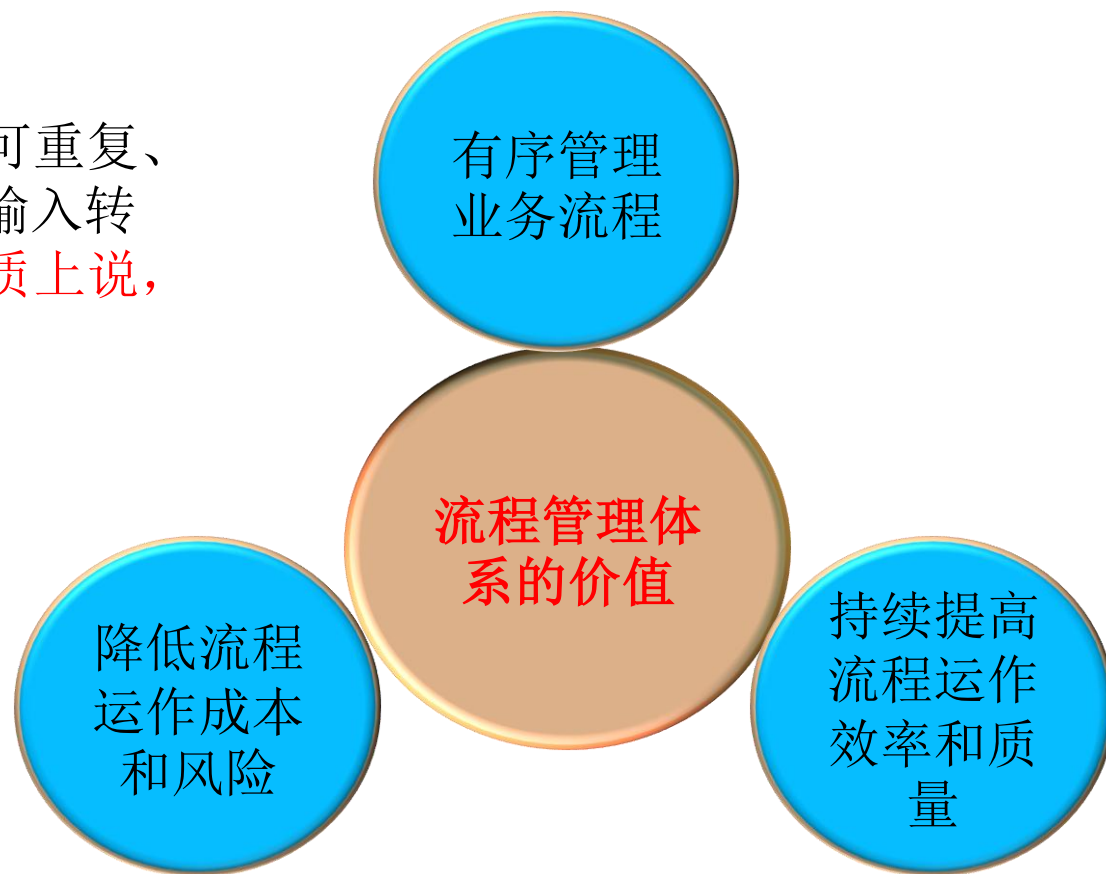 可重复、
输入转
质上说，
有序管理
业务流程
流程管理体
系的价值
降低流程
运作成本
和风险
持续提高
流程运作
效率和质
量